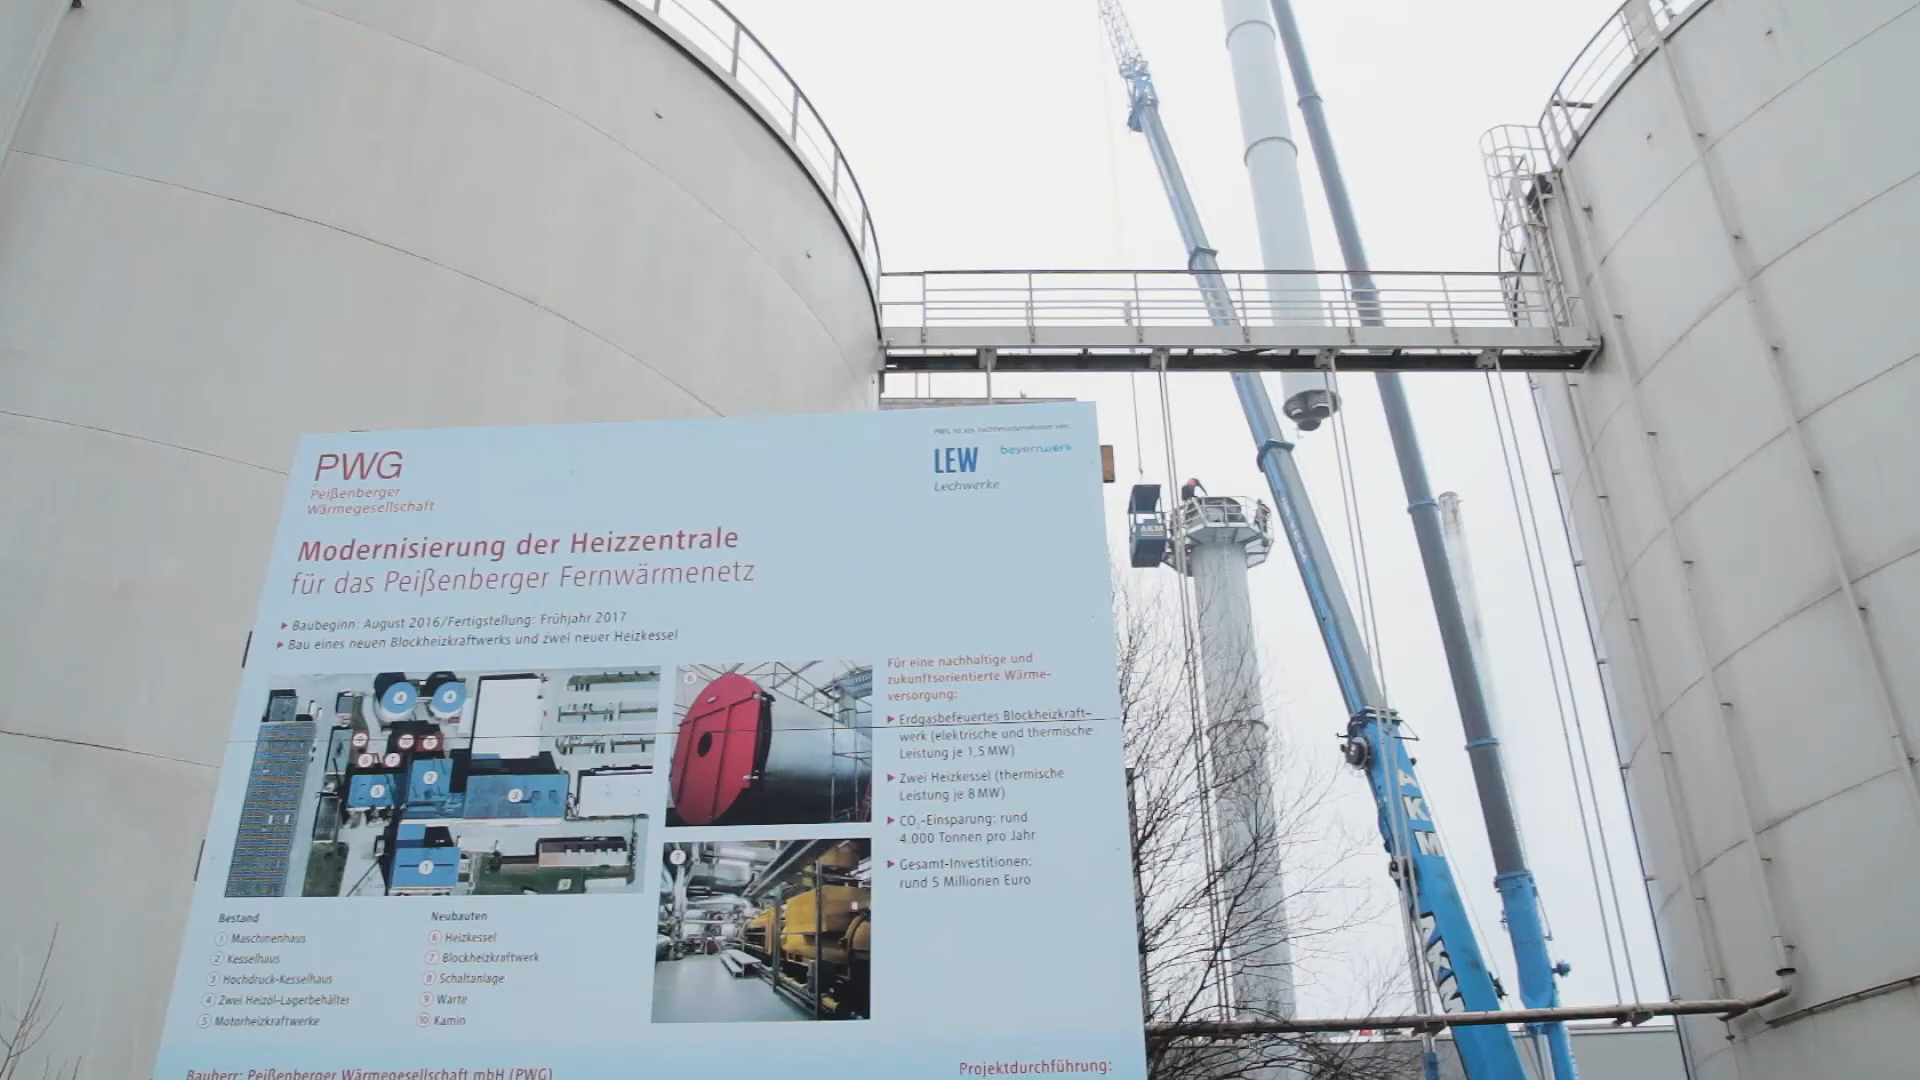 PWG
Peißenberger
Wärmegesellschaft
LEW
Lechwerke
bayernwerk
Modernisierung der Heizzentrale
für das Peißenberger Fernwärmenetz
Baubeginn: August 2016/Fertigstellung: Frühjahr 2017
Bau eines neuen Blockheizkraftwerks und zwei neuer Heizkessel
Für eine nachhaltige und
zukunftsorientierte Wärme-
versorgung:
Erdgasbefeuertes Blockheizkraft-
werk (elektrische und thermische
Leistung je 1,5 MW)
Zwei Heizkessel (thermische
Leistung je 8 MW)
CO₂-Einsparung: rund
4.000 Tonnen pro Jahr
Gesamt-Investitionen:
rund 5 Millionen Euro
Bestand
1 Maschinenhaus
2 Kesselhaus
3 Hochdruck-Kesselhaus
4 Zwei Heizöl-Lagerbehälter
5 Motorheizkraftwerke
Neubauten
6 Heizkessel
7 Blockheizkraftwerk
8 Schaltanlage
9 Warte
10 Kamin
Bauherr: Peißenberger Wärmegesellschaft mbH (PWG)
Projektdurchführung:
AKM
AKM